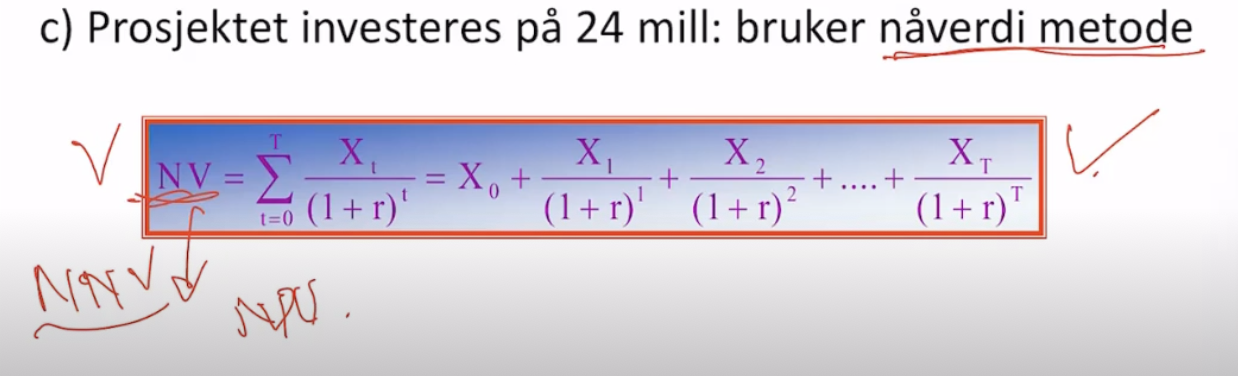 c) Prosjektet investeres på 24 mill: bruker nåverdi metode
NV = \sum_{t=0}^{T} \frac{X_t}{(1+r)^t} = X_0 + \frac{X_1}{(1+r)^1} + \frac{X_2}{(1+r)^2} + .... + \frac{X_T}{(1+r)^T}
NNV
NPV.